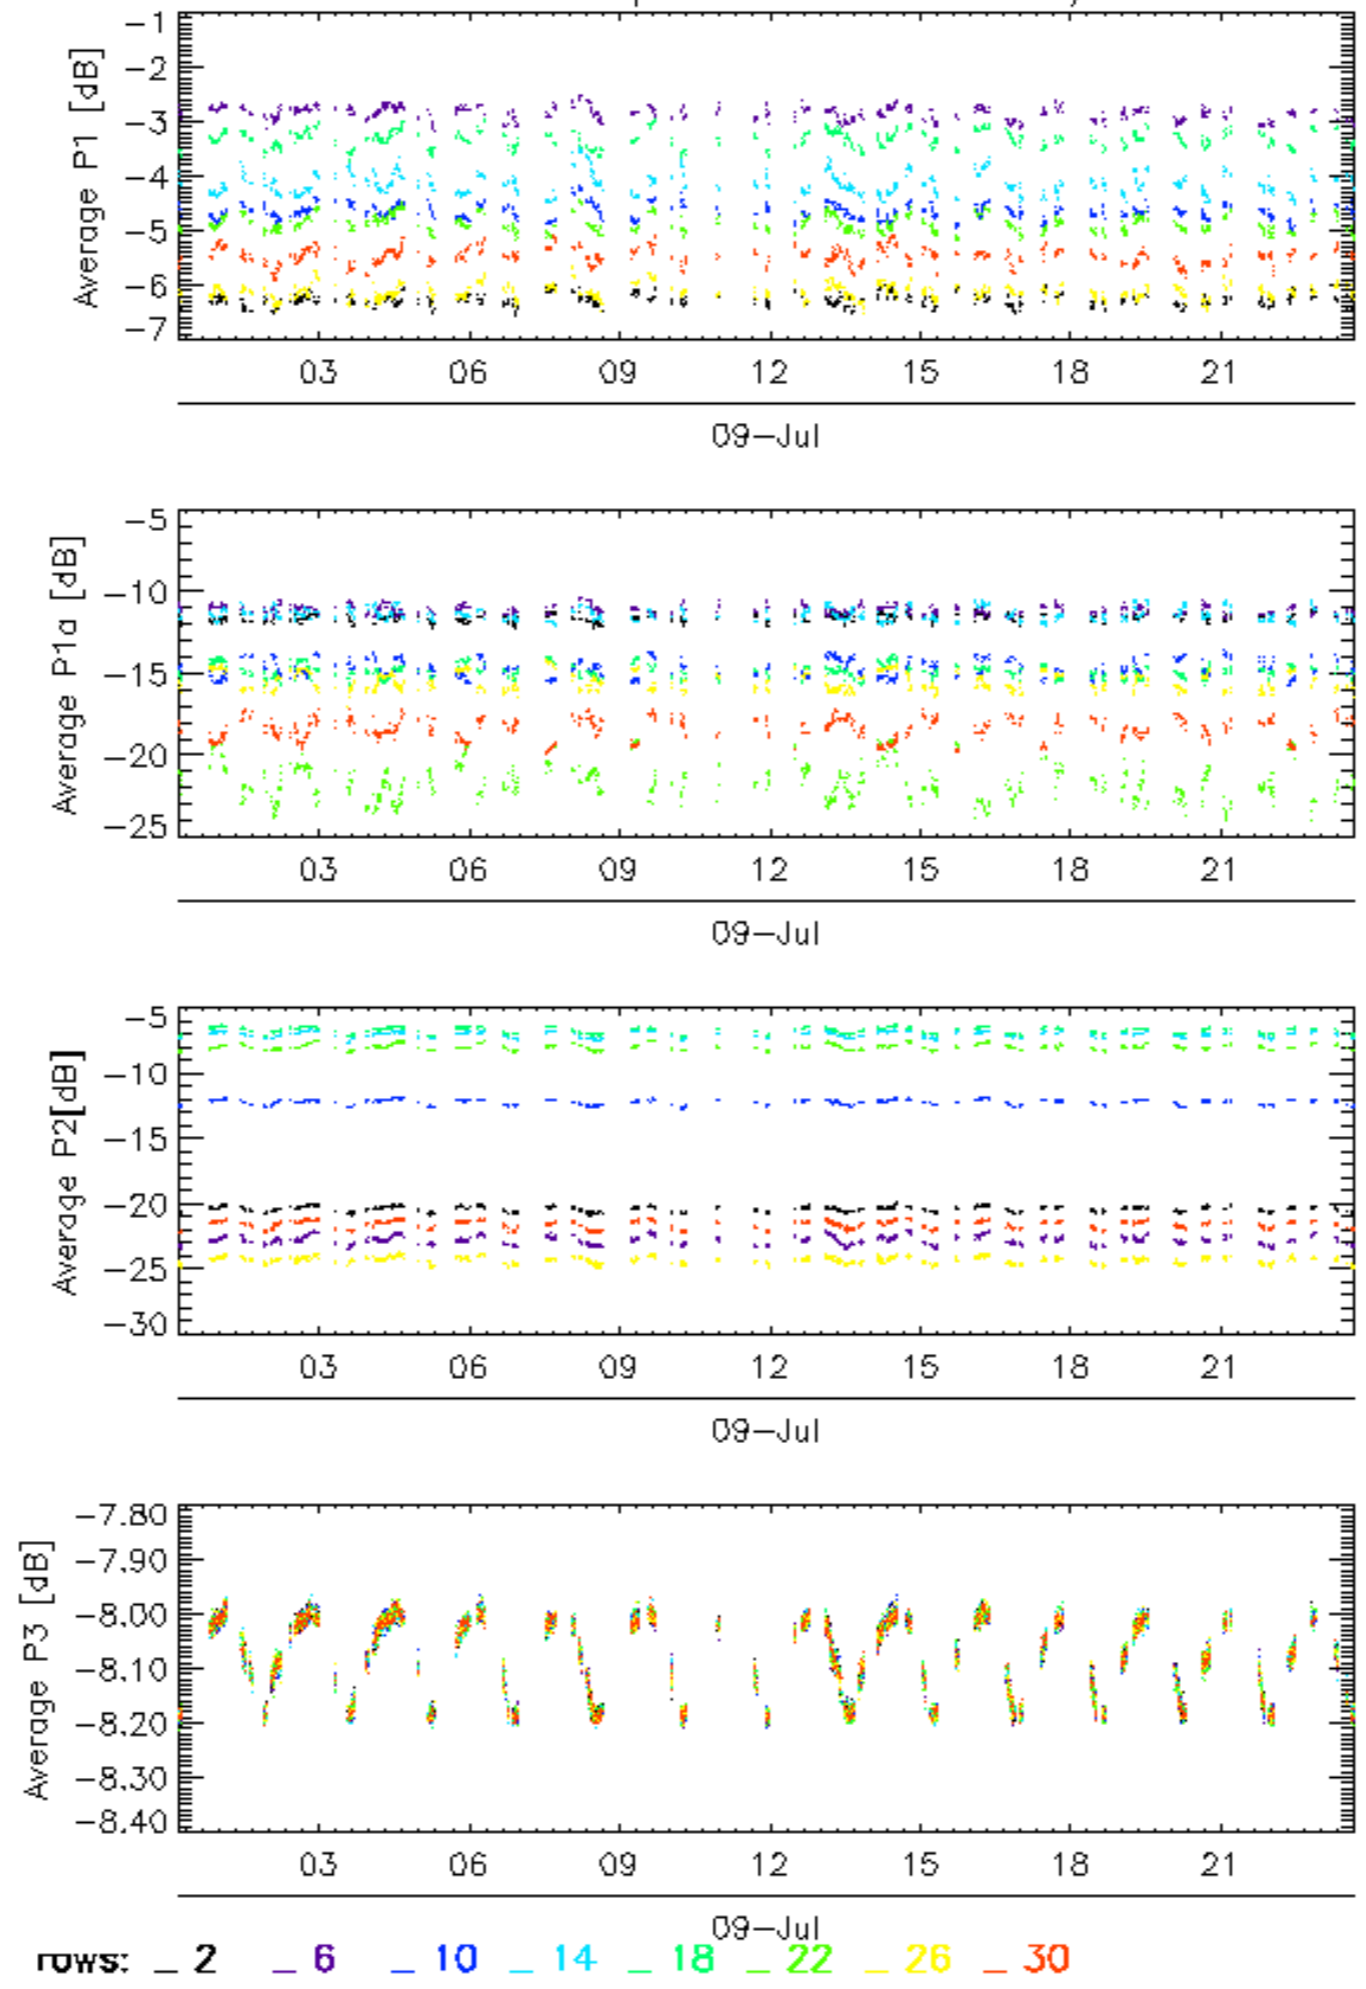 −1
−2
−3
−4
−5
−6
−7
Average P1 [dB]
03 06 09 12 15 18 21
09−Jul
−5
−10
−15
−20
−25
Average P1a [dB]
03 06 09 12 15 18 21
09−Jul
−5
−10
−15
−20
−25
−30
Average P2[dB]
03 06 09 12 15 18 21
09−Jul
−7.80
−7.90
−8.00
−8.10
−8.20
−8.30
−8.40
Average P3 [dB]
03 06 09 12 15 18 21
09−Jul
rows: _ 2 _ 6 _ 10 _ 14 _ 18 _ 22 _ 26 _ 30